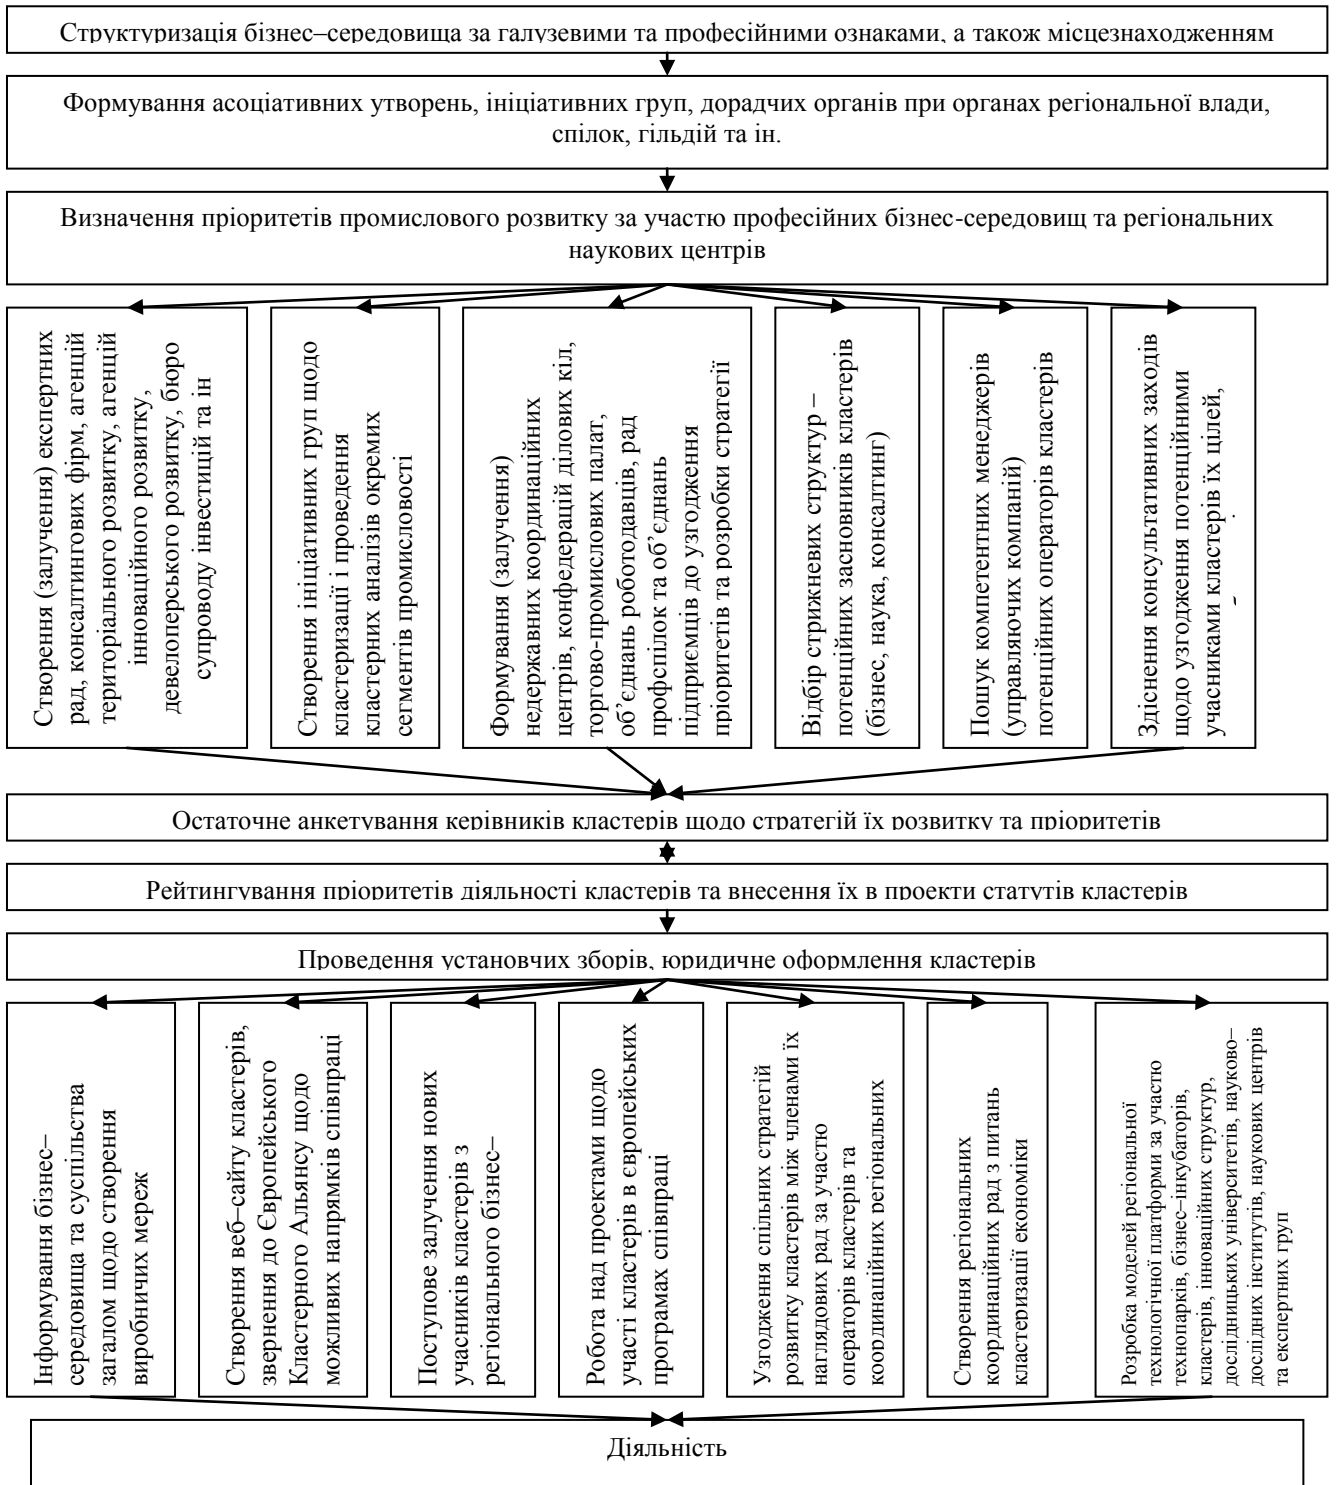 Структуризація бізнес–середовища за галузевими та професійними ознаками, а також місцезнаходженням
Формування асоціативних утворень, ініціативних груп, дорадчих органів при органах регіональної влади,
спілок, гільдій та ін.
Визначення пріоритетів промислового розвитку за участю професійних бізнес-середовищ та регіональних
наукових центрів
Створення (залучення) експертних
рад, консалтингових фірм, агенцій
територіального розвитку, агенцій
інноваційного розвитку,
девелоперського розвитку, бюро
супроводу інвестицій та ін
Створення ініціативних груп щодо
кластеризації і проведення
кластерних аналізів окремих
сегментів промисловості
Формування (залучення)
недержавних координаційних
центрів, конфедерацій ділових кіл,
торгово-промислових палат,
об’єднань роботодавців, рад
профспілок та об’єднань
підприємців до узгодження
пріоритетів та розробки стратегії
Відбір стрижневих структур –
потенційних засновників кластерів
(бізнес, наука, консалтинг)
Пошук компетентних менеджерів
(управляючих компаній)
потенційних операторів кластерів
Здіснення консультативних заходів
щодо узгодження потенційними
учасниками кластерів їх цілей,
Остаточне анкетування керівників кластерів щодо стратегій їх розвитку та пріоритетів
Рейтингування пріоритетів діяльності кластерів та внесення їх в проекти статутів кластерів
Проведення установчих зборів, юридичне оформлення кластерів
Інформування бізнес–
середовища та суспільства
загалом щодо створення
виробничих мереж
Створення веб–сайту кластерів,
звернення до Європейського
Кластерного Альянсу щодо
можливих напрямків співпраці
Поступове залучення нових
учасників кластерів з
регіонального бізнес–
Робота над проектами щодо
участі кластерів в європейських
програмах співпраці
Узгодження спільних стратегій
розвитку кластерів між членами їх
наглядових рад за участю
операторів кластерів та
координаційних регіональних
Створення регіональних
координаційних рад з питань
кластеризації економіки
Розробка моделей регіональної
технологічної платформи за участю
технопарків, бізнес–інкубаторів,
кластерів, інноваційних структур,
дослідницьких університетів, науково–
дослідних інститутів, наукових центрів
та експертних груп
Діяльність